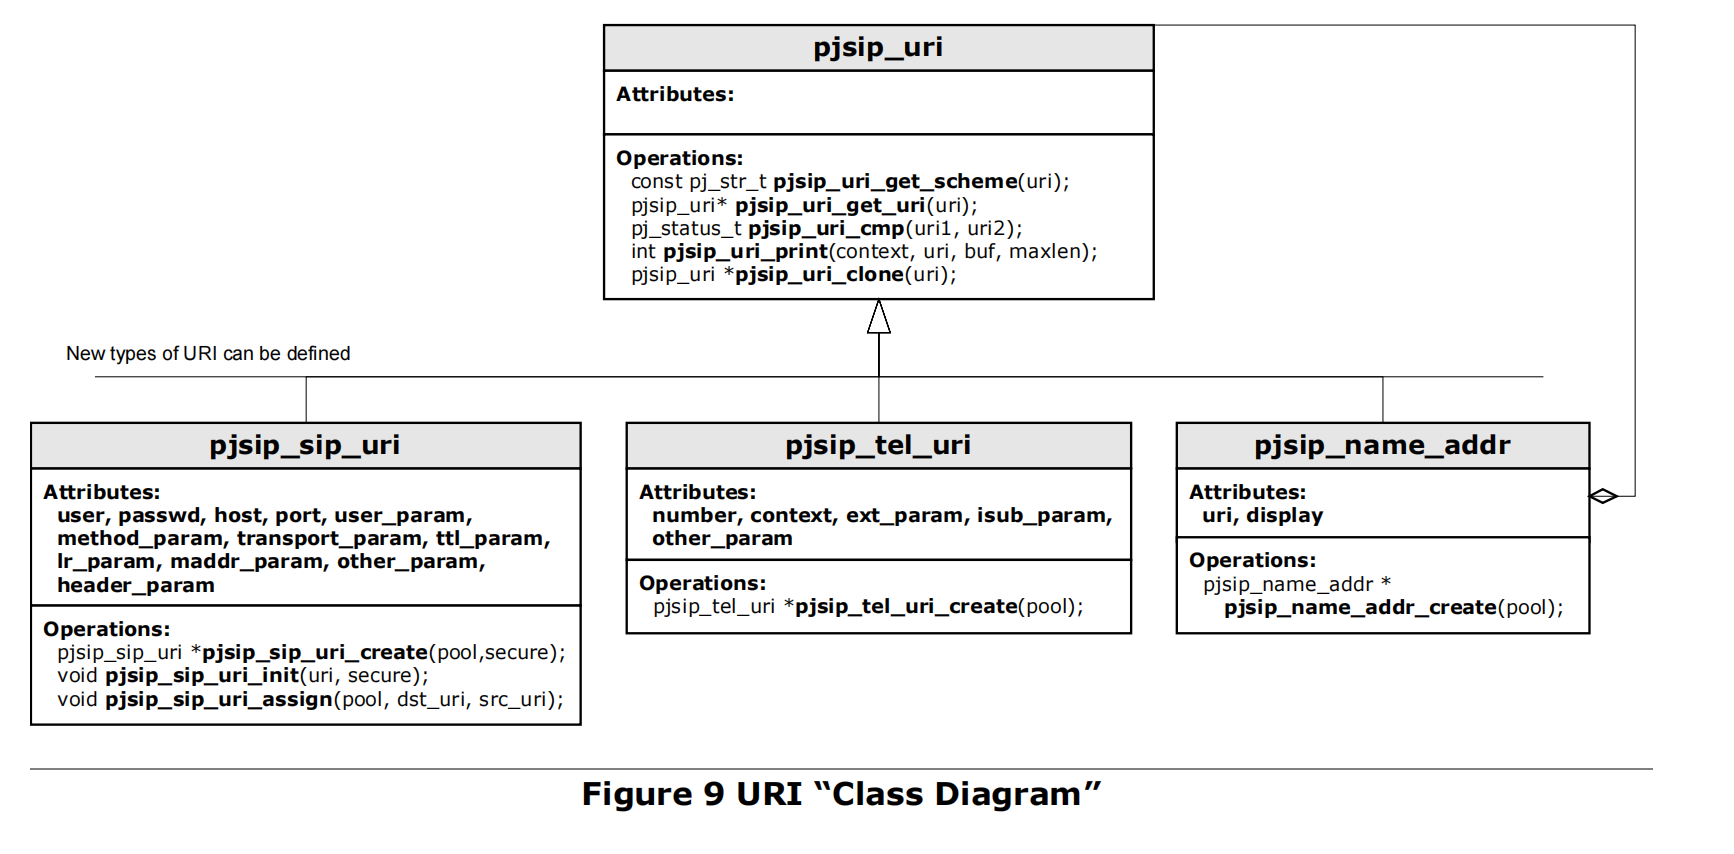 pjsip_uri
Attributes:
Operations:
const pj_str_t pjsip_uri_get_scheme(uri);
pjsip_uri* pjsip_uri_get_uri(uri);
pj_status_t pjsip_uri_cmp(uri1, uri2);
int pjsip_uri_print(context, uri, buf, maxlen);
pjsip_uri *pjsip_uri_clone(uri);
New types of URI can be defined
pjsip_sip_uri
Attributes:
user, passwd, host, port, user_param,
method_param, transport_param, ttl_param,
lr_param, maddr_param, other_param,
header_param
Operations:
pjsip_sip_uri *pjsip_sip_uri_create(pool,secure);
void pjsip_sip_uri_init(uri, secure);
void pjsip_sip_uri_assign(pool, dst_uri, src_uri);
pjsip_tel_uri
Attributes:
number, context, ext_param, isub_param,
other_param
Operations:
pjsip_tel_uri *pjsip_tel_uri_create(pool);
pjsip_name_addr
Attributes:
uri, display
Operations:
pjsip_name_addr *
pjsip_name_addr_create(pool);
Figure 9 URI “Class Diagram”